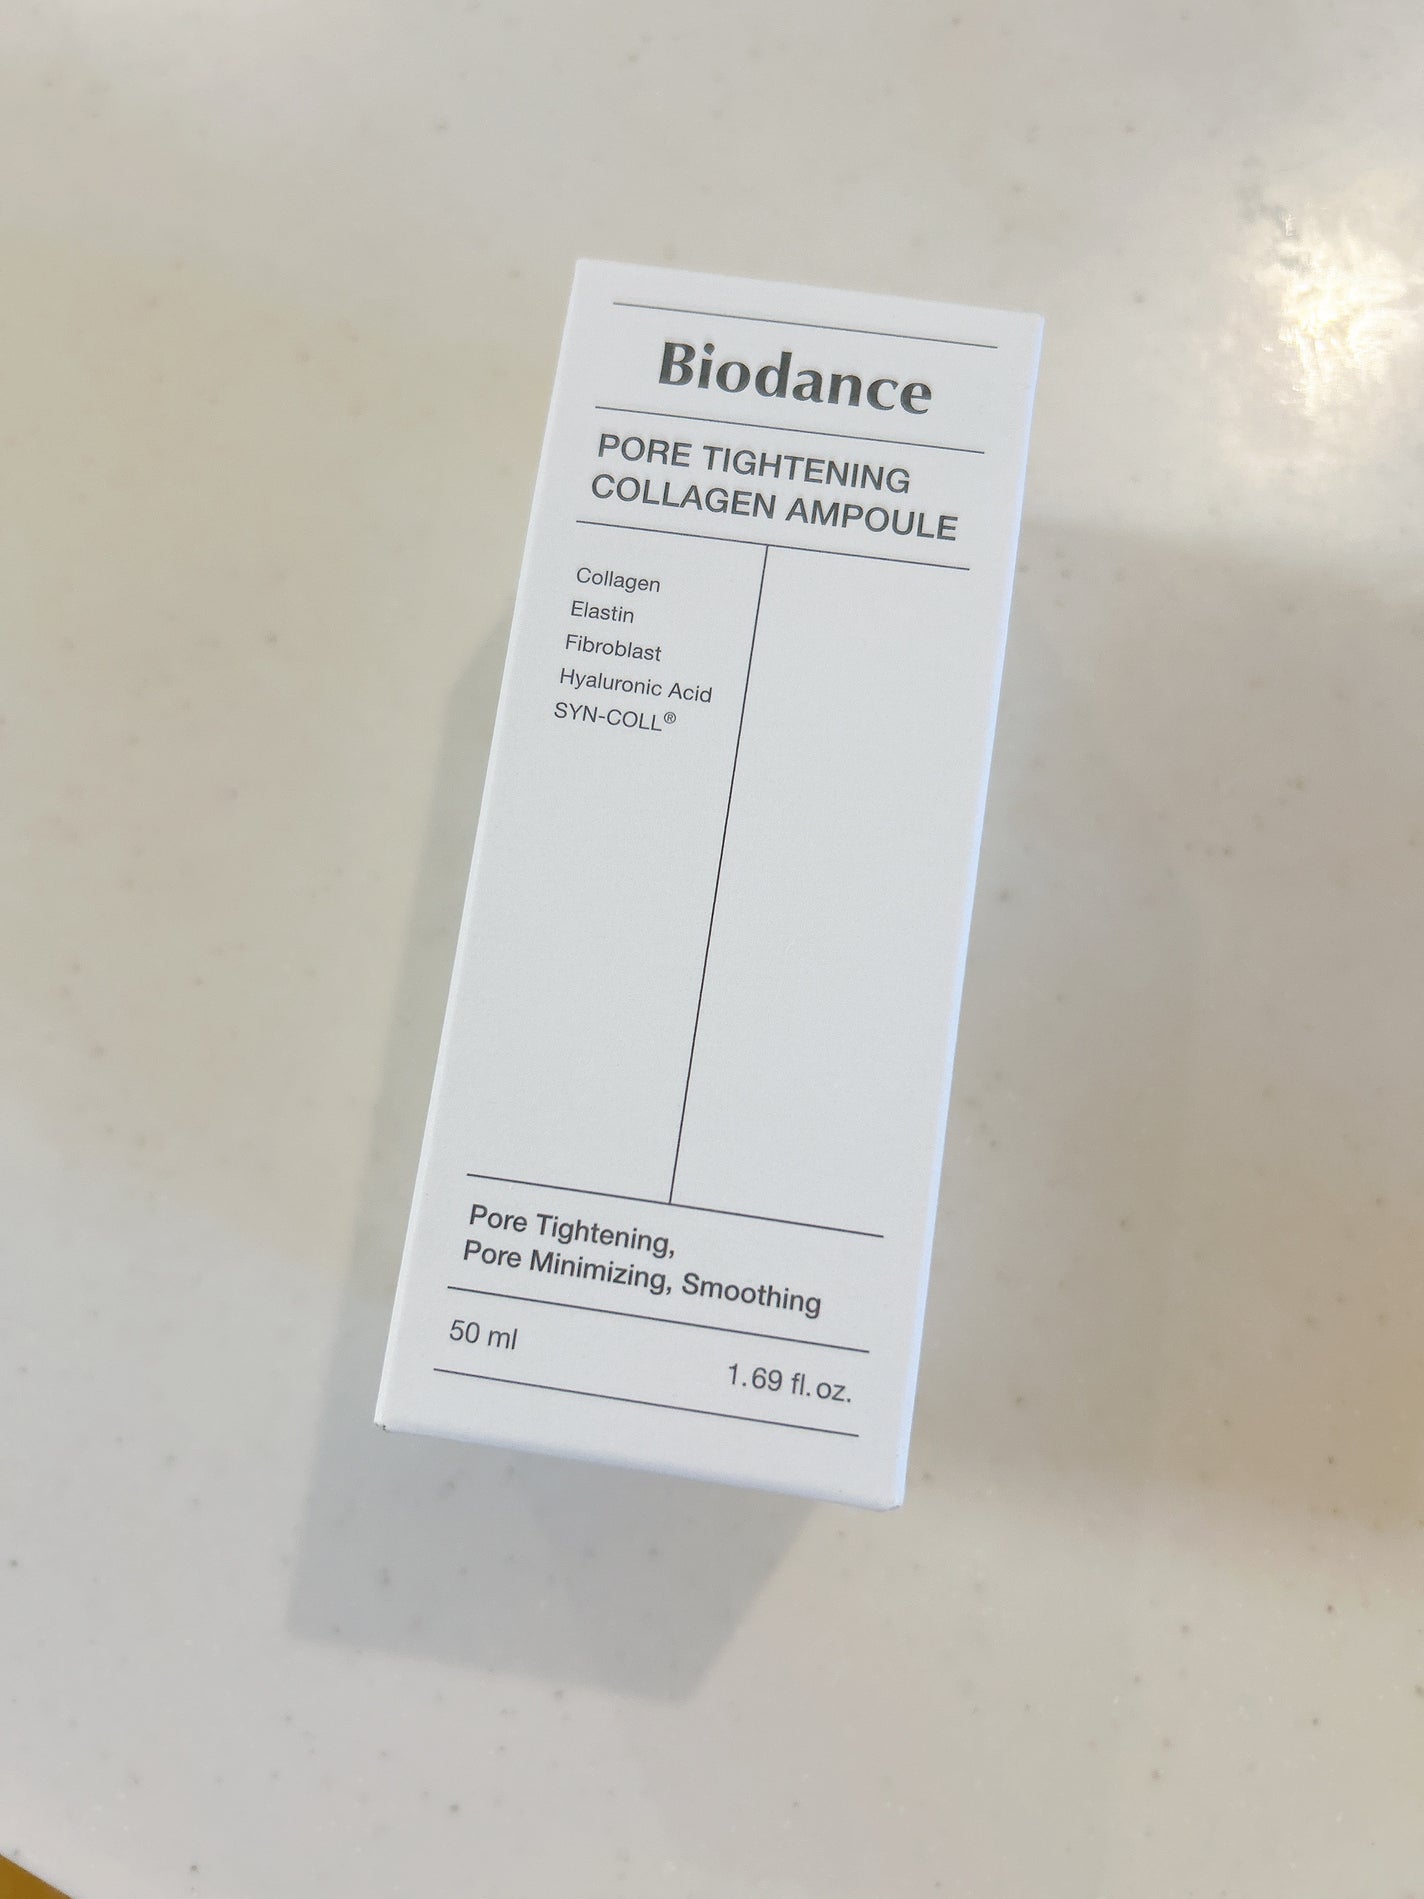 Biodance
PORE TIGHTENING
COLLAGEN AMPOULE
Collagen
Elastin
Fibroblast
Hyaluronic Acid
SYN-COLL®
Pore Tightening,
Pore Minimizing, Smoothing
50 ml
1.69 fl.oz.